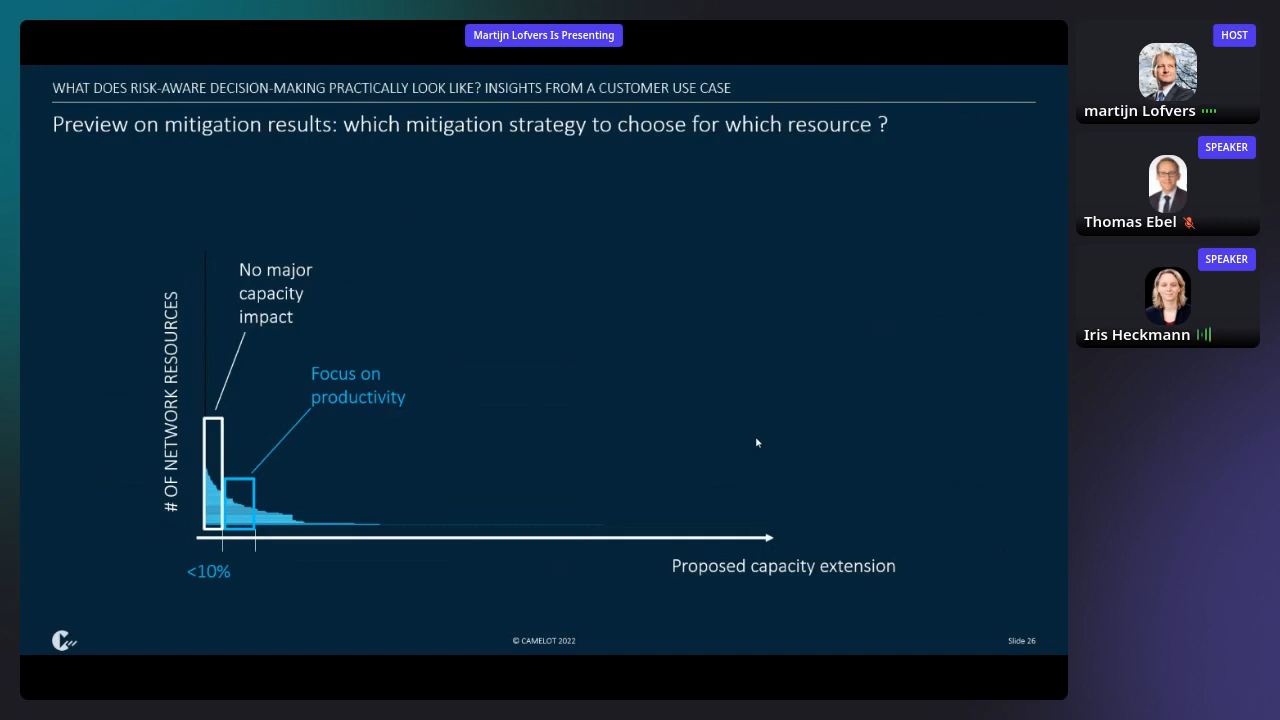 Martijn Lofvers Is Presenting
WHAT DOES RISK-AWARE DECISION-MAKING PRACTICALLY LOOK LIKE? INSIGHTS FROM A CUSTOMER USE CASE
Preview on mitigation results: which mitigation strategy to choose for which resource ?
# OF NETWORK RESOURCES
No major
capacity
impact
Focus on
productivity
<10%
Proposed capacity extension
© CAMELOT 2022
Slide 26
HOST
martijn Lofvers
SPEAKER
Thomas Ebel
SPEAKER
Iris Heckmann